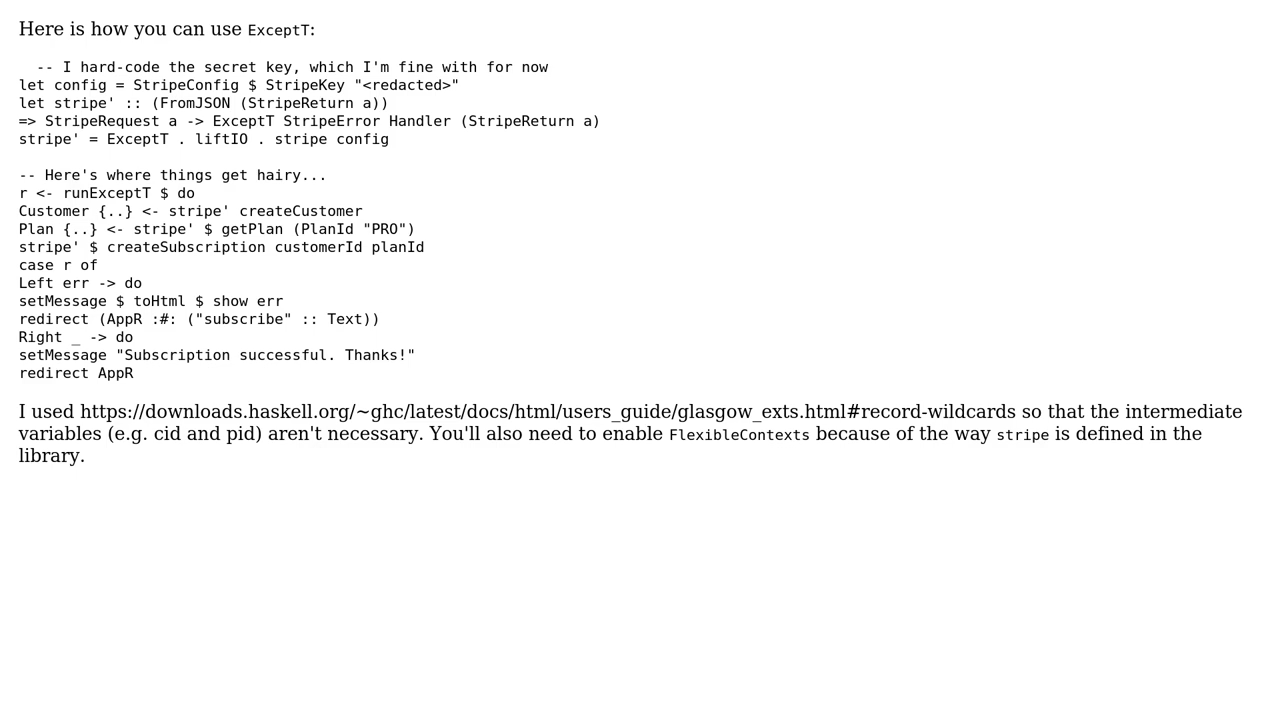 Here is how you can use ExceptT:
-- I hard-code the secret key, which I'm fine with for now
let config = StripeConfig $ StripeKey "<redacted>"
let stripe' :: (FromJSON (StripeReturn a))
=> StripeRequest a -> ExceptT StripeError Handler (StripeReturn a)
stripe' = ExceptT . liftIO . stripe config
-- Here's where things get hairy...
r <- runExceptT $ do
Customer {..} <- stripe' createCustomer
Plan {..} <- stripe' $ getPlan (PlanId "PRO")
stripe' $ createSubscription customerId planId
case r of
Left err -> do
setMessage $ toHtml $ show err
redirect (AppR :#: ("subscribe" :: Text))
Right _ -> do
setMessage "Subscription successful. Thanks!"
redirect AppR
I used https://downloads.haskell.org/~ghc/latest/docs/html/users_guide/glasgow_exts.html#record-wildcards so that the intermediate
variables (e.g. cid and pid) aren't necessary. You'll also need to enable FlexibleContexts because of the way stripe is defined in the
library.